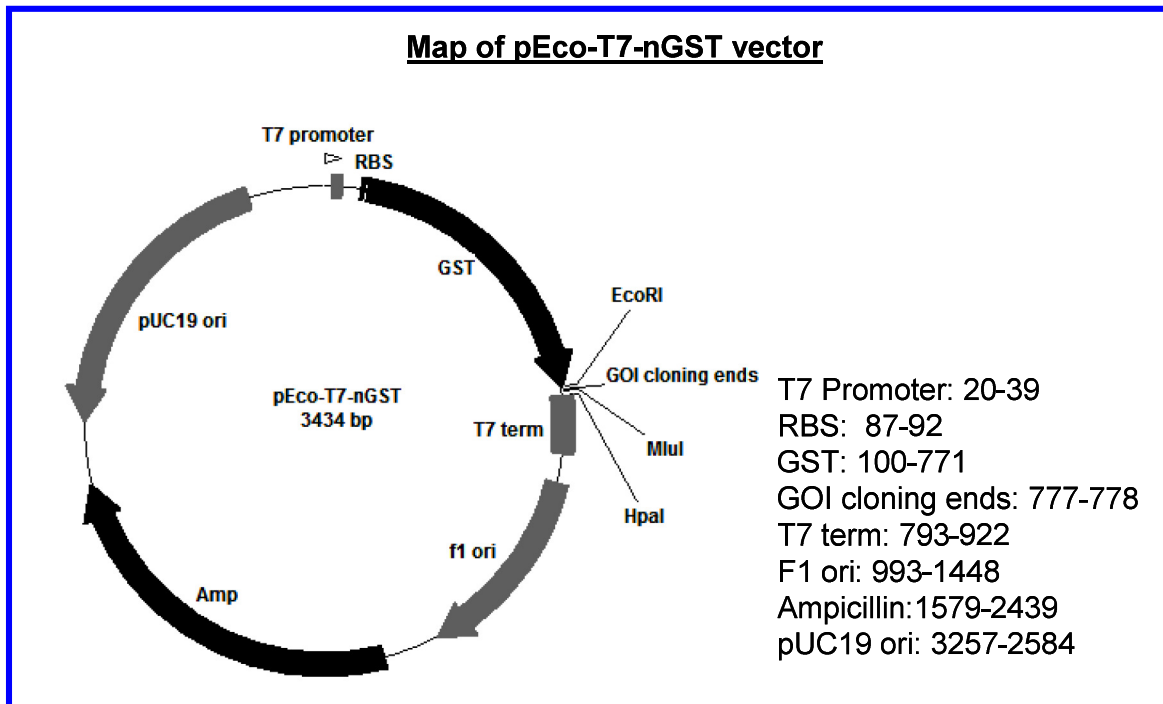 Map of pEco-T7-nGST vector
T7 promoter
RBS
GST
EcoRI
GOI cloning ends
MluI
HpaI
T7 term
f1 ori
Amp
pUC19 ori
pEco-T7-nGST
3434 bp
T7 Promoter: 20-39
RBS: 87-92
GST: 100-771
GOI cloning ends: 777-778
T7 term: 793-922
F1 ori: 993-1448
Ampicillin:1579-2439
pUC19 ori: 3257-2584